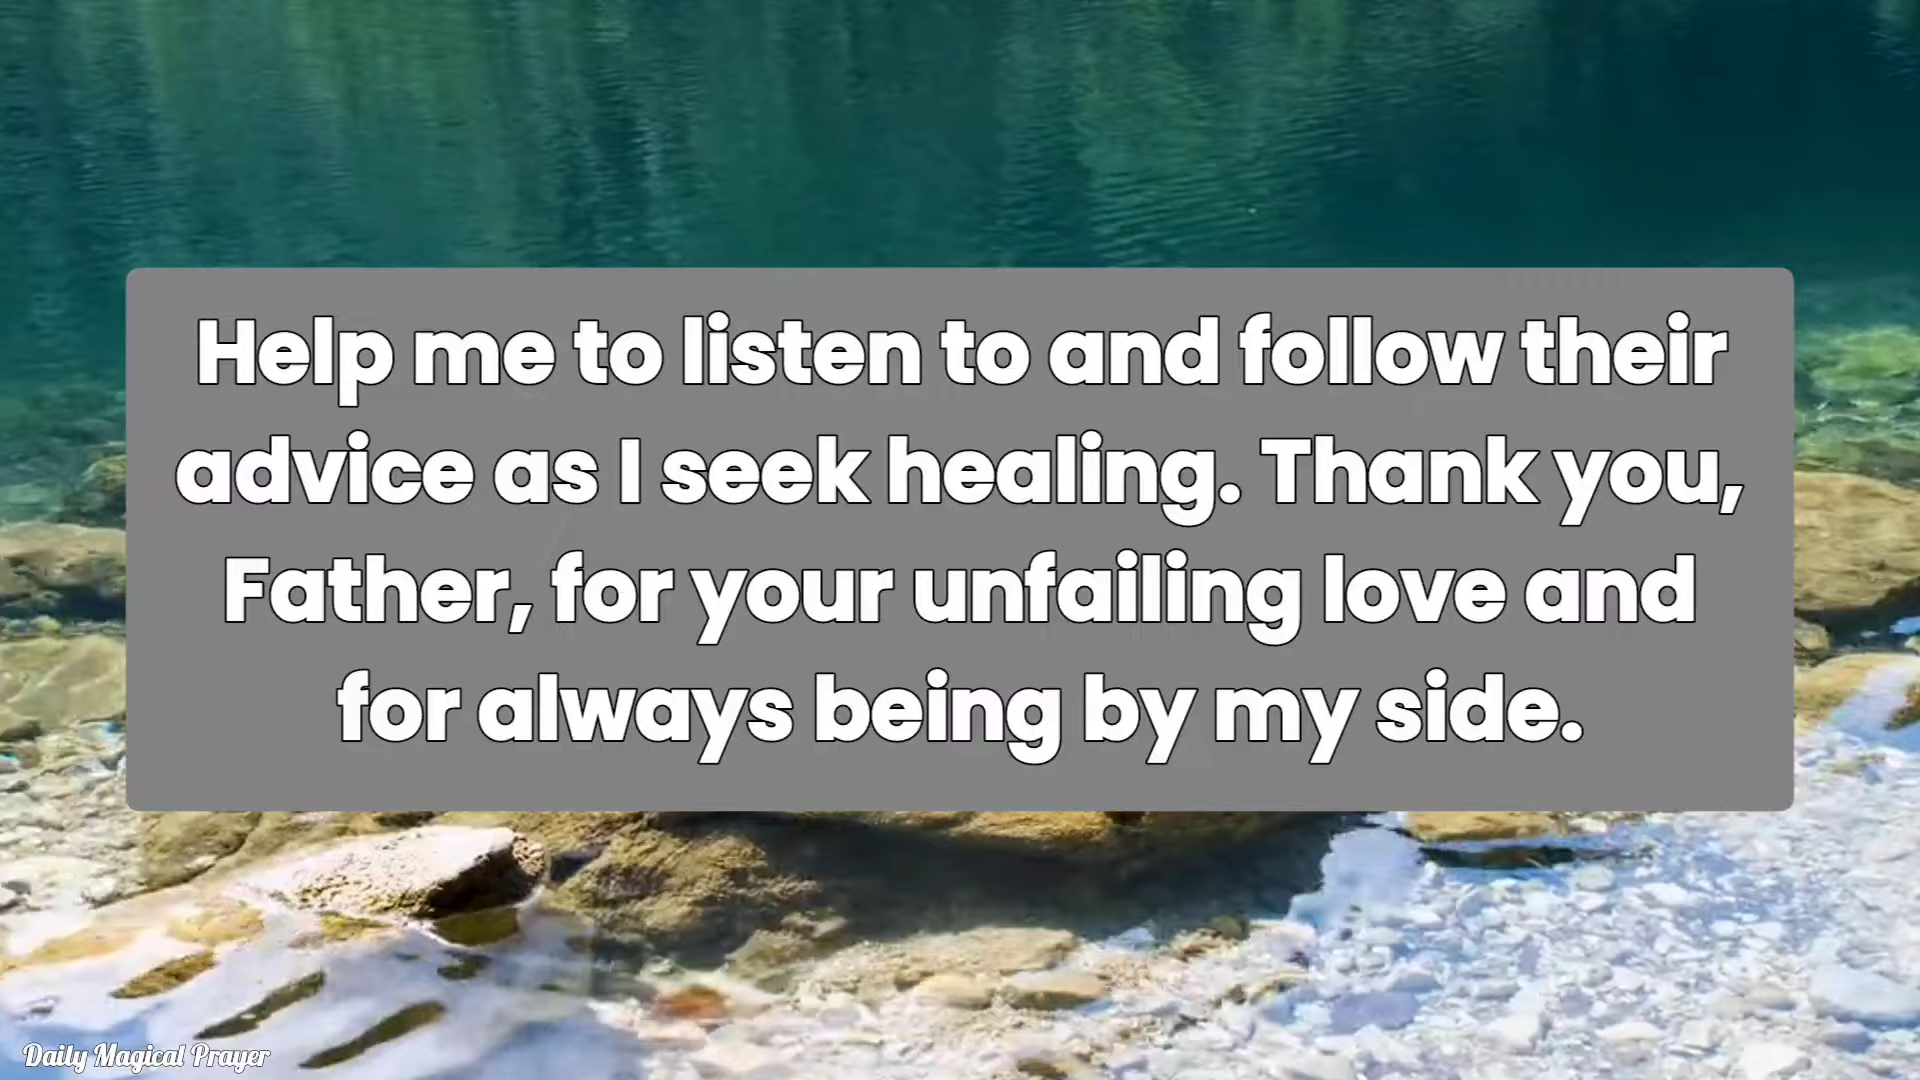 Help me to listen to and follow their
advice as I seek healing. Thank you,
Father, for your unfailing love and
for always being by my side.
Daily Magical Prayer